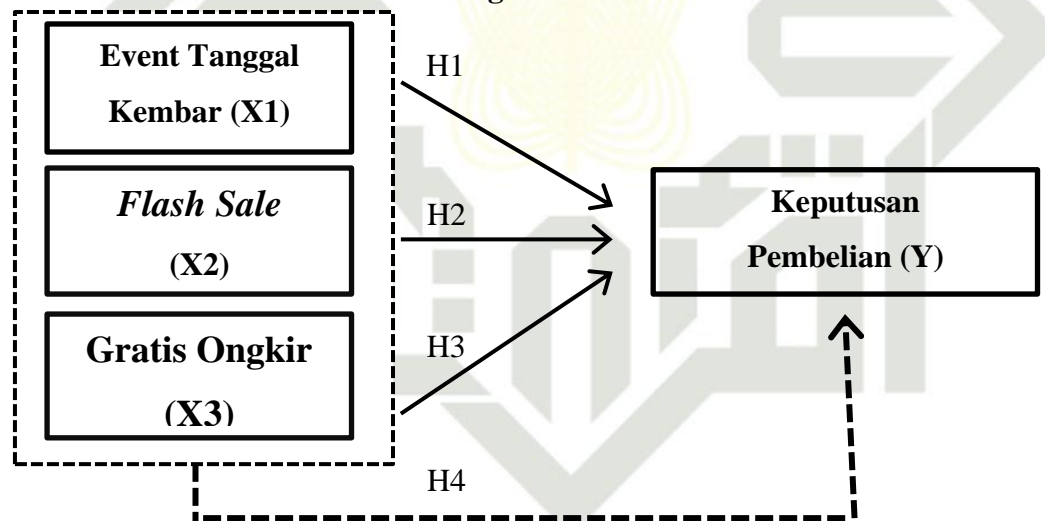 Event Tanggal
Kembar (X1)
H1
Flash Sale
(X2)
H2
Keputusan
Pembelian (Y)
Gratis Ongkir
(X3)
H3
H4